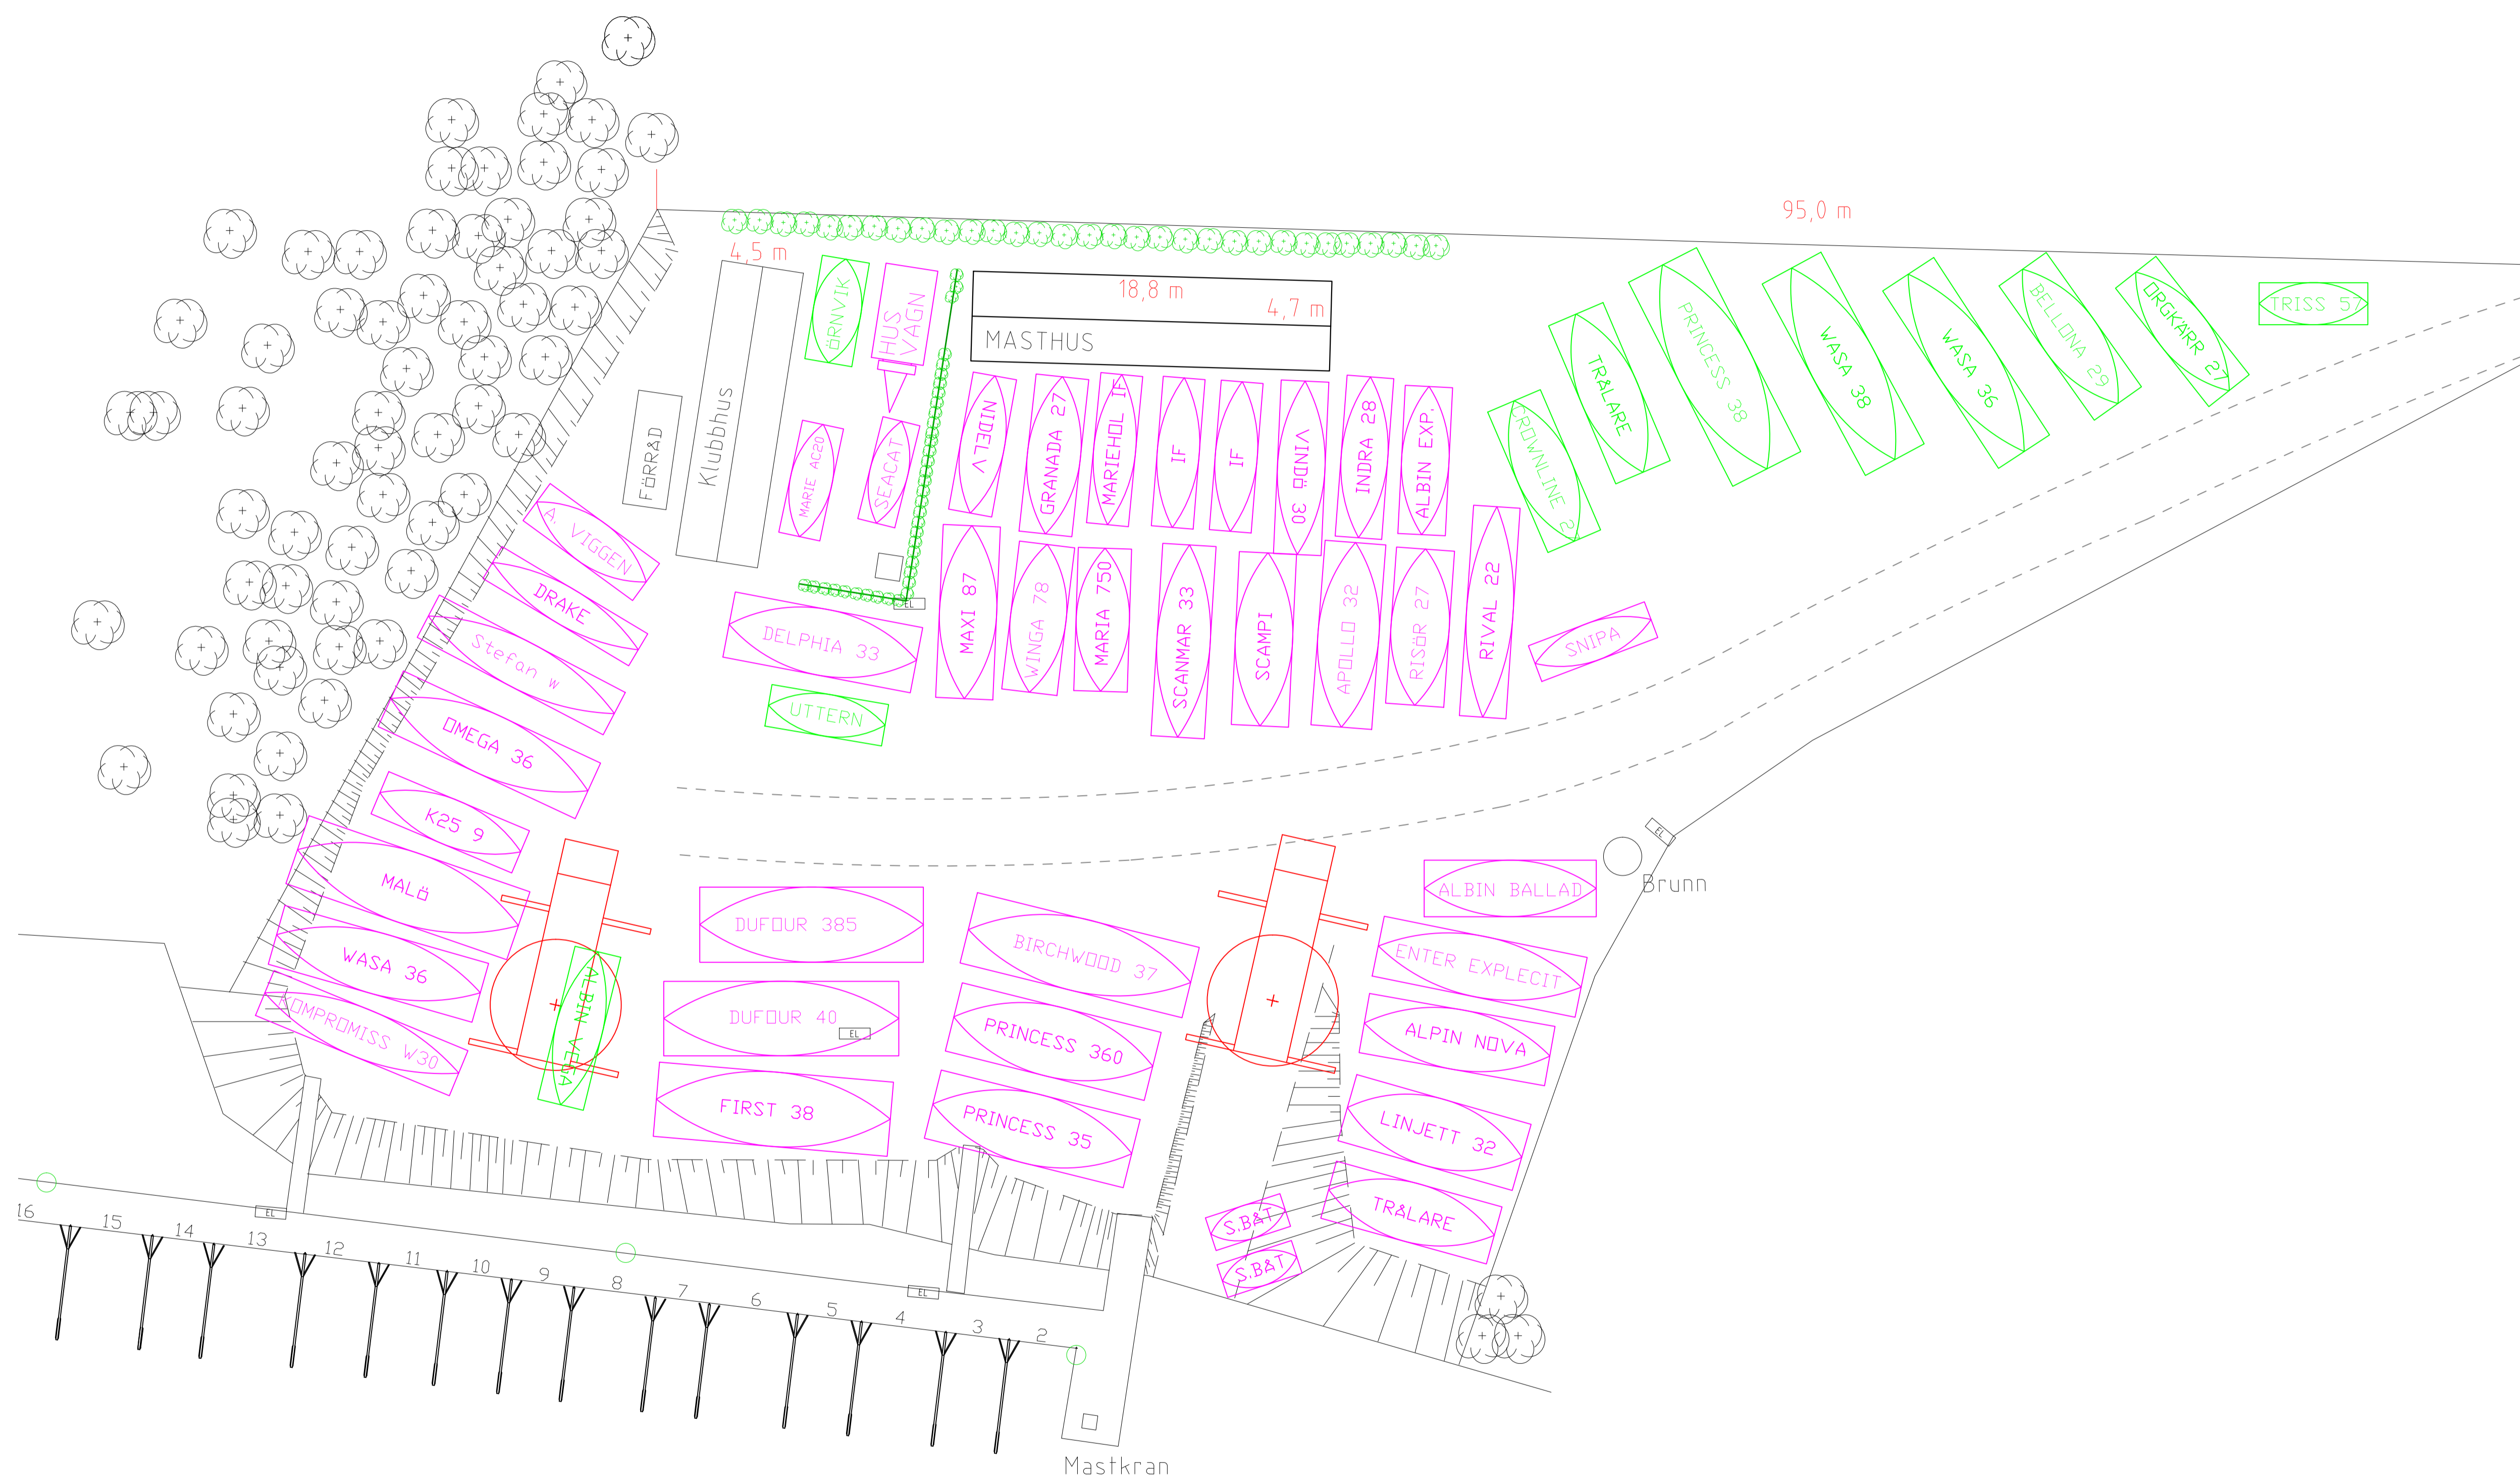 95,0 m
4,5 m
18,8 m
4,7 m
MASTHUS
ÖRNVIK
HUS
VAGN
Klubbhus
FÖRRÅD
MARIE AC20
SEACAT
NIDELV
GRANADA 27
MARIEHOL IF
IF
IF
VINDÖ 30
INDRA 28
ALBIN EXP.
CROWNLINE 2
TRÅLARE
PRINCESS 38
WASA 38
WASA 36
BELLONA 29
ÖRGKÄRR 27
TRISS 57
A. VIGGEN
DRAKE
Stefan w
OMEGA 36
K25 9
MALÖ
WASA 36
KOMPROMISS W30
EL
DELPHIA 33
UTTERN
MAXI 87
WINGA 78
MARIA 750
SCANMAR 33
SCAMPI
APOLLO 32
RISÖR 27
RIVAL 22
SNIPA
EL
Brunn
ALBIN VEGA
DUFOUR 385
DUFOUR 40
EL
FIRST 38
BIRCHWOOD 37
PRINCESS 360
PRINCESS 35
ALBIN BALLAD
ENTER EXPLECIT
ALPIN NOVA
LINJETT 32
TRÅLARE
S.BÅT
S.BÅT
EL
EL
16
15
14
13
12
11
10
9
8
7
6
5
4
3
2
Mastkran